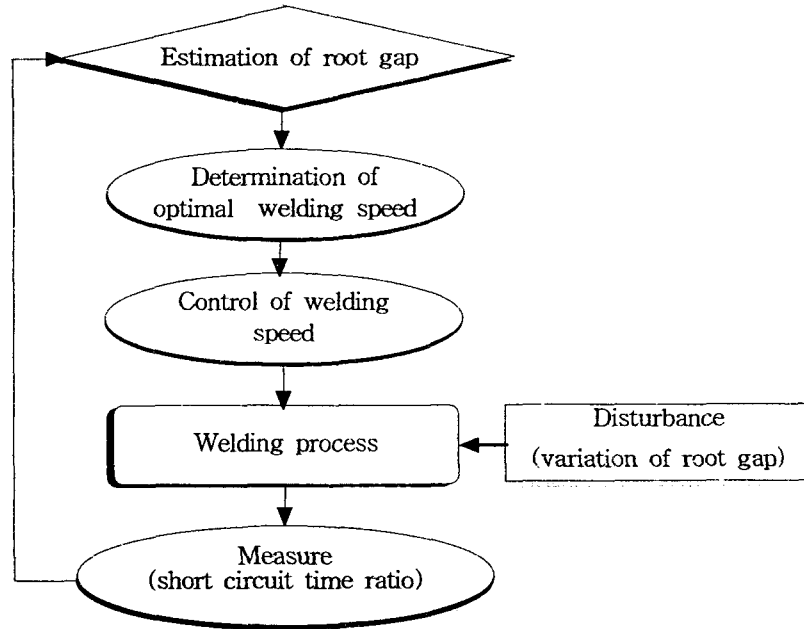 Estimation of root gap
Determination of
optimal welding speed
Control of welding
speed
Welding process
Disturbance
(variation of root gap)
Measure
(short circuit time ratio)